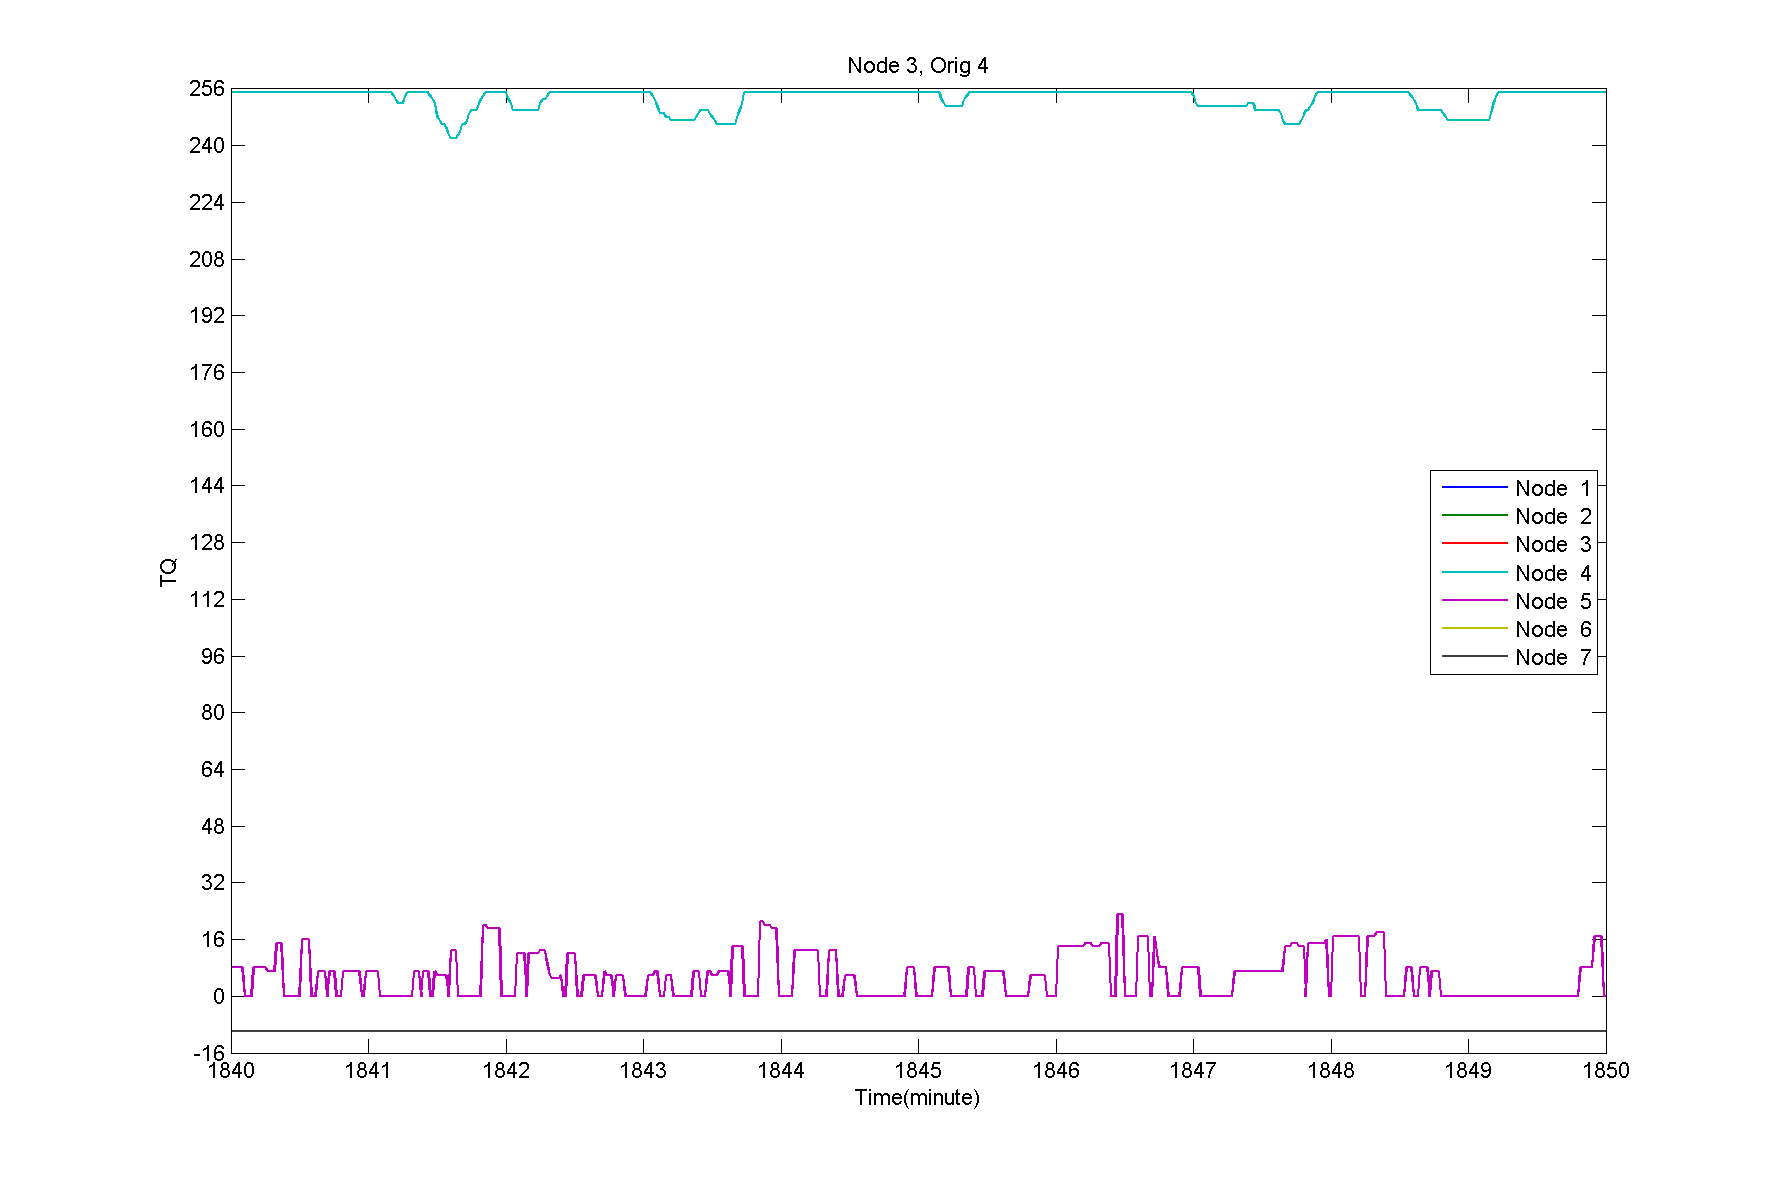 Node 3, Orig 4
256
240
224
208
192
176
160
144
128
112
96
80
64
48
32
16
0
-16
TQ
Node 1
Node 2
Node 3
Node 4
Node 5
Node 6
Node 7
1840 1841 1842 1843 1844 1845 1846 1847 1848 1849 1850
Time(minute)